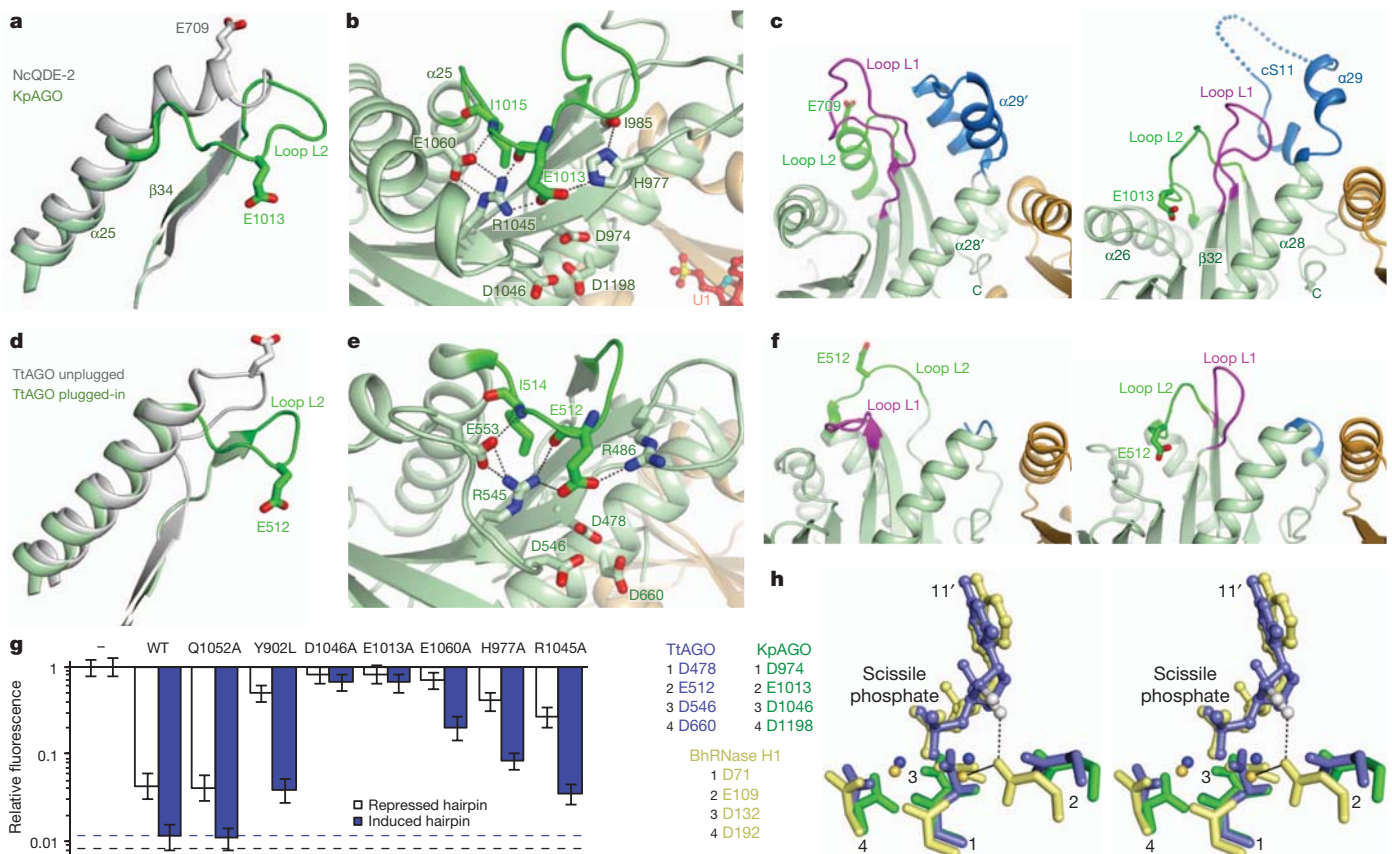 a
E709
NcQDE-2
KpAGO
Loop L2
β34
E1013
α25
b
α25
I1015
E1060
I985
E1013
H977
R1045
D974
D1046
D1198
U1
c
Loop L1
E709
α29′
Loop L2
α28′
C
cS11
α29
Loop L1
Loop L2
E1013
α26
β32
α28
C
d
TtAGO unplugged
TtAGO plugged-in
Loop L2
E512
e
I514
E512
E553
R486
R545
D478
D546
D660
f
E512
Loop L2
Loop L1
Loop L1
Loop L2
E512
g
– WT Q1052A Y902L D1046A E1013A E1060A H977A R1045A
1
0.1
0.01
Relative fluorescence
Repressed hairpin
Induced hairpin
TtAGO KpAGO
1 D478 1 D974
2 E512 2 E1013
3 D546 3 D1046
4 D660 4 D1198
BhRNase H1
1 D71
2 E109
3 D132
4 D192
h
11′
Scissile
phosphate
3
2
4
1
11′
Scissile
phosphate
3
2
4
1